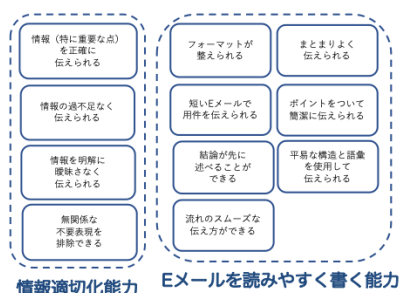 情報（特に重要な点）
を正確に
伝えられる
情報の過不足なく
伝えられる
情報を明解に
曖昧さなく
伝えられる
無関係な
不要表現を
排除できる
情報適切化能力
フォーマットが
整えられる
まとまりよく
伝えられる
短いEメールで
用件を伝えられる
ポイントをついて
簡潔に伝えられる
結論が先に
述べることが
できる
平易な構造と語彙
を使用して
伝えられる
流れのスムーズな
伝え方ができる
Eメールを読みやすく書く能力